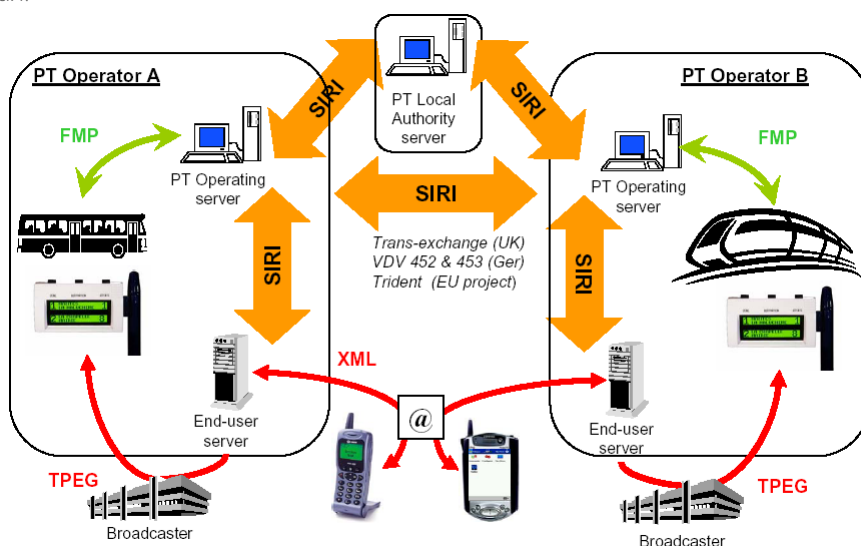 PT Operator A
PT Operator B
PT Local
Authority
server
SIRI
SIRI
FMP
FMP
PT Operating
server
PT Operating
server
SIRI
Trans-exchange (UK)
VDV 452 & 453 (Ger)
Trident (EU project)
SIRI
SIRI
XML
@
End-user
server
End-user
server
TPEG
TPEG
Broadcaster
Broadcaster